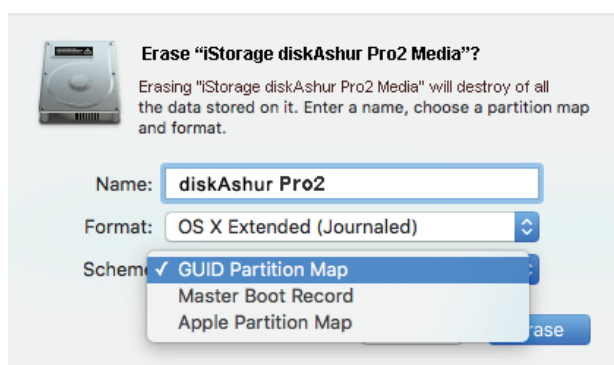 Erase “iStorage diskAshur Pro2 Media”?
Erasing "iStorage diskAshur Pro2 Media" will destroy of all
the data stored on it. Enter a name, choose a partition map
and format.
Name: diskAshur Pro2
Format: OS X Extended (Journaled)
Scheme ✓ GUID Partition Map
Master Boot Record
Apple Partition Map
rase